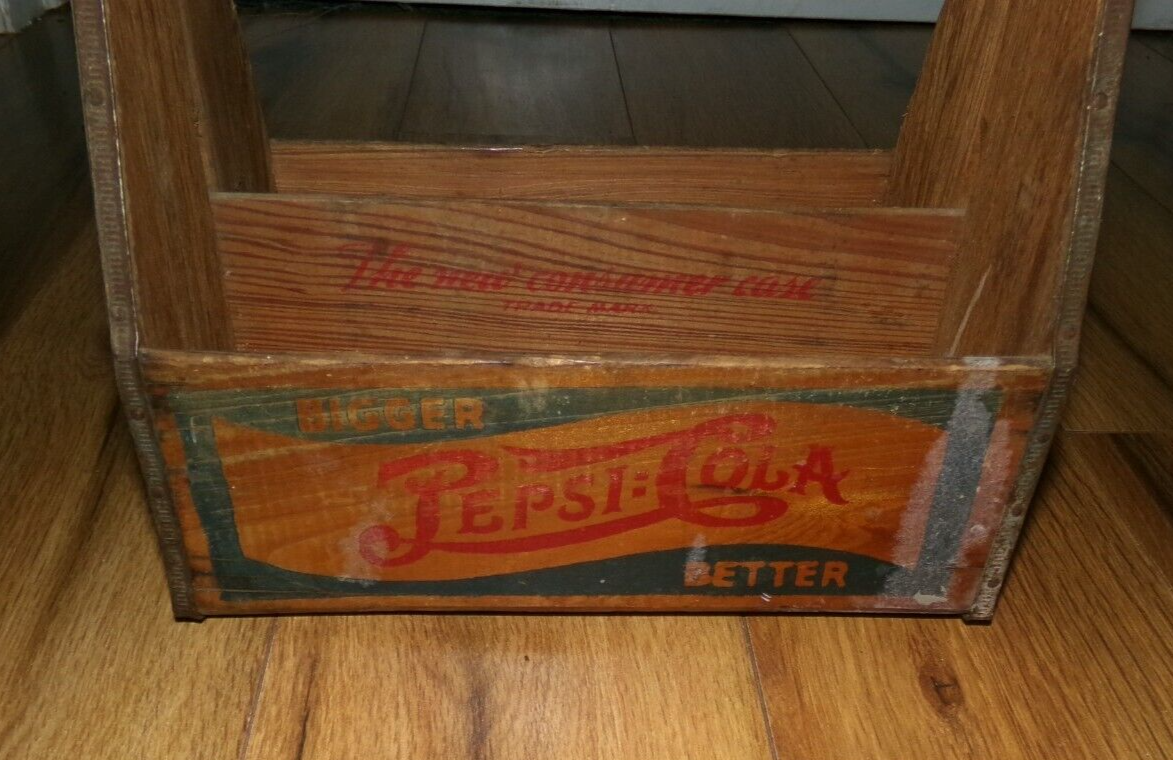 The new consumer case
TRADE MARK
BIGGER
PEPSI:COLA
BETTER